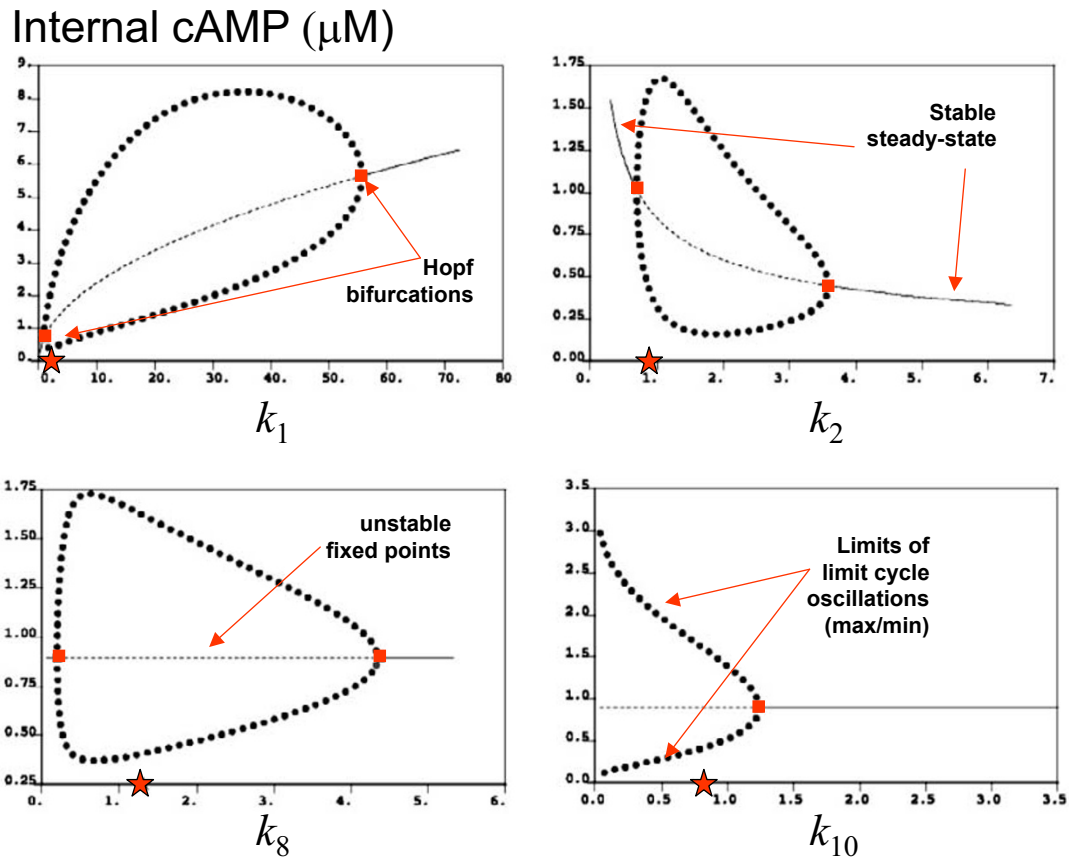 Internal cAMP (μM)
9.
8.
7.
6.
5.
4.
3.
2.
1.
0.
Hopf
bifurcations
0. 10. 20. 30. 40. 50. 60. 70. 80
k1
1.75
1.50
1.25
1.00
0.75
0.50
0.25
0.00
Stable
steady-state
0. 1. 2. 3. 4. 5. 6. 7.
k2
1.75
1.50
1.25
1.00
0.75
0.50
0.25
unstable
fixed points
0. 1. 2. 3. 4. 5. 6.
k8
3.5
3.0
2.5
2.0
1.5
1.0
0.5
0.0
Limits of
limit cycle
oscillations
(max/min)
0.0 0.5 1.0 1.5 2.0 2.5 3.0 3.5
k10